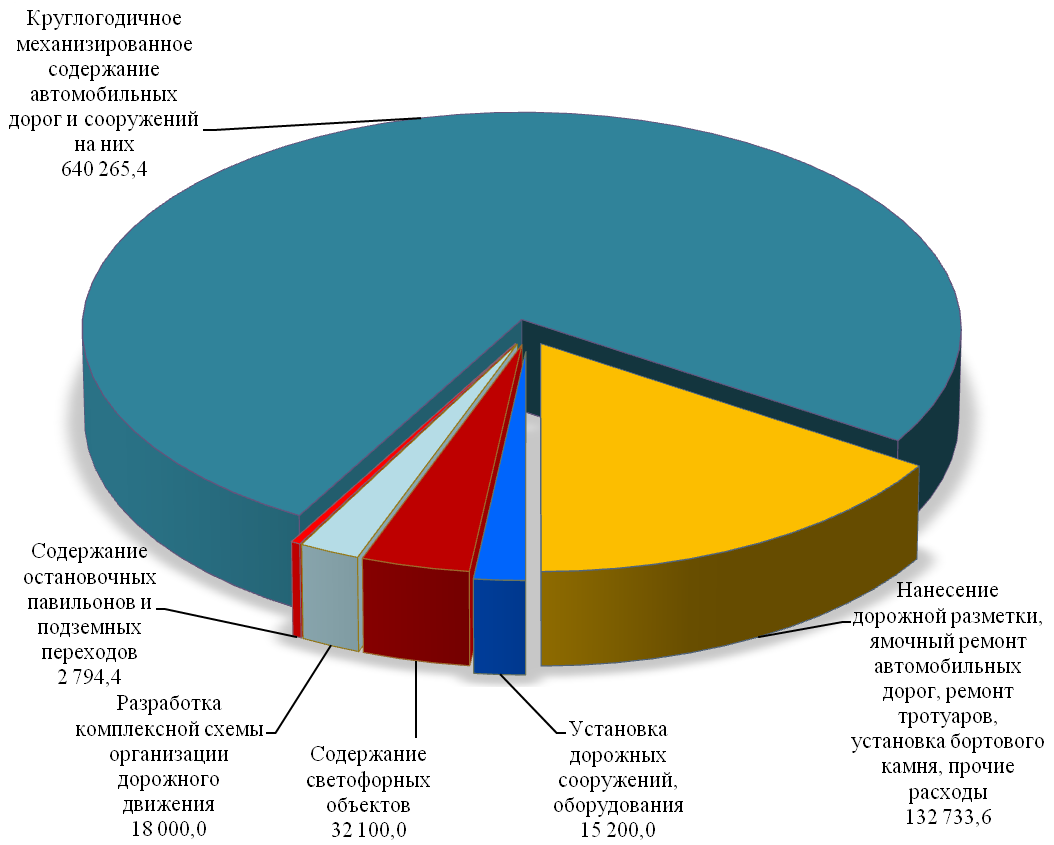 Круглогодичное
механизированное
содержание
автомобильных
дорог и сооружений
на них
640 265,4
Содержание
остановочных
павильонов и
подземных
переходов
2 794,4
Разработка
комплексной схемы
организации
дорожного
движения
18 000,0
Содержание
светофорных
объектов
32 100,0
Установка
дорожных
сооружений,
оборудования
15 200,0
Нанесение
дорожной разметки,
ямочный ремонт
автомобильных
дорог, ремонт
тротуаров,
установка бортового
камня, прочие
расходы
132 733,6